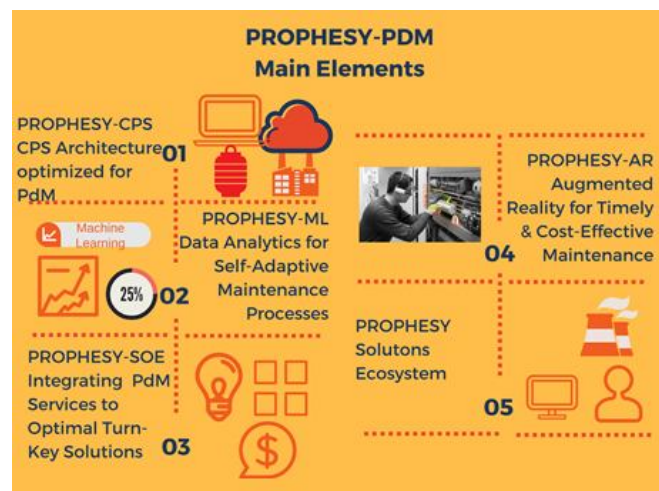 PROPHESY-PDM
Main Elements
PROPHESY-CPS
CPS Architecture
optimized for
PdM
01
Machine
Learning
25%
02
PROPHESY-ML
Data Analytics for
Self-Adaptive
Maintenance
Processes
PROPHESY-SOE
Integrating PdM
Services to
Optimal Turn-
Key Solutions
03
$
04
PROPHESY-AR
Augmented
Reality for Timely
& Cost-Effective
Maintenance
PROPHESY
Solutons
Ecosystem
05